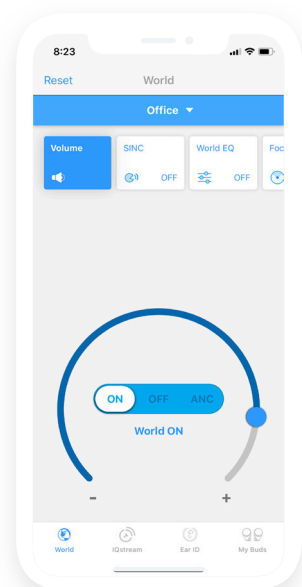 8:23
Reset World
Office
Volume SINC World EQ Foc
OFF OFF
ON OFF ANC
World ON
- +
World IQstream Ear ID My Buds